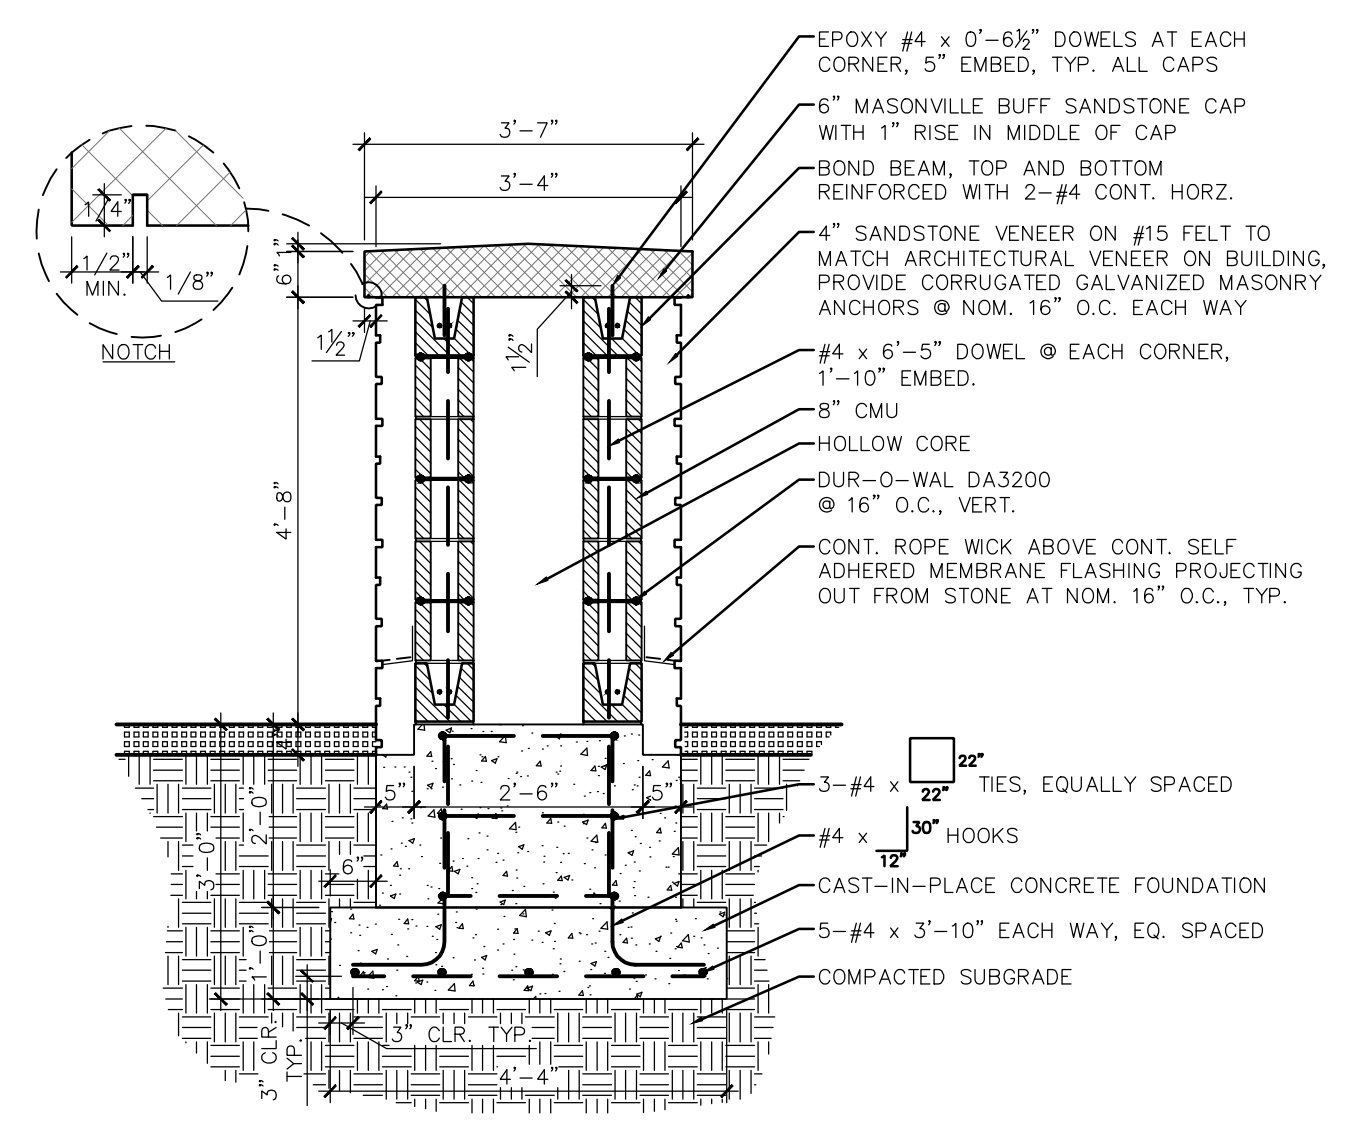 EPOXY #4 x 0'-6½" DOWELS AT EACH
CORNER, 5" EMBED, TYP. ALL CAPS
6" MASONVILLE BUFF SANDSTONE CAP
WITH 1" RISE IN MIDDLE OF CAP
BOND BEAM, TOP AND BOTTOM
REINFORCED WITH 2-#4 CONT. HORZ.
4" SANDSTONE VENEER ON #15 FELT TO
MATCH ARCHITECTURAL VENEER ON BUILDING,
PROVIDE CORRUGATED GALVANIZED MASONRY
ANCHORS @ NOM. 16" O.C. EACH WAY
#4 x 6'-5" DOWEL @ EACH CORNER,
1'-10" EMBED.
8" CMU
HOLLOW CORE
DUR-O-WAL DA3200
@ 16" O.C., VERT.
CONT. ROPE WICK ABOVE CONT. SELF
ADHERED MEMBRANE FLASHING PROJECTING
OUT FROM STONE AT NOM. 16" O.C., TYP.
3-#4 x 22" 22" TIES, EQUALLY SPACED
#4 x 30" 12" HOOKS
CAST-IN-PLACE CONCRETE FOUNDATION
5-#4 x 3'-10" EACH WAY, EQ. SPACED
COMPACTED SUBGRADE
3'-7"
3'-4"
1/4"
1/2"
MIN.
1/8"
NOTCH
1"
6"
1½"
1½"
4'-8"
4"
5"
2'-6"
5"
2'-0"
3'-0"
6"
1'-0"
3" CLR.
TYP.
3" CLR. TYP.
4'-4"